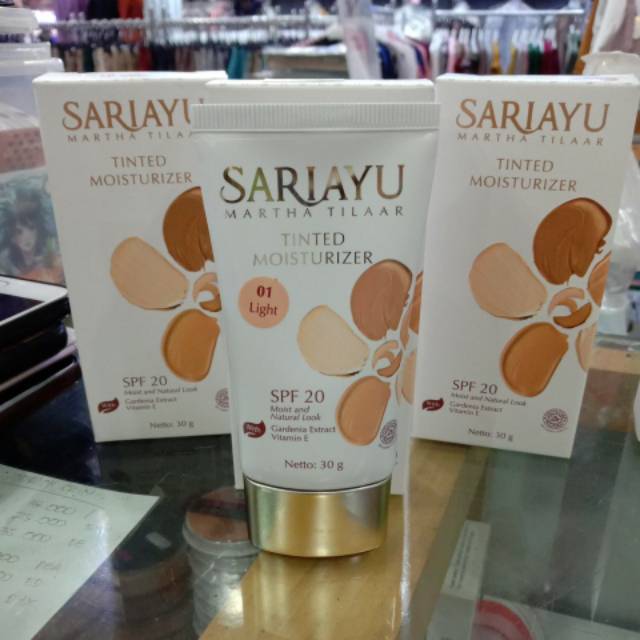 SARIAYU
MARTHA TILAAR
TINTED
MOISTURIZER
SPF 20
Moist and Natural Look
Gardenia Extract
Vitamin E
Netto: 30 g
SARIAYU
MARTHA TILAAR
TINTED
MOISTURIZER
01
Light
SPF 20
Moist and
Natural Look
Gardenia Extract
Vitamin E
Netto: 30 g
SARIAYU
MARTHA TILAAR
TINTED
MOISTURIZER
SPF 20
Moist and Natural Look
Gardenia Extract
Vitamin E
Netto: 30 g